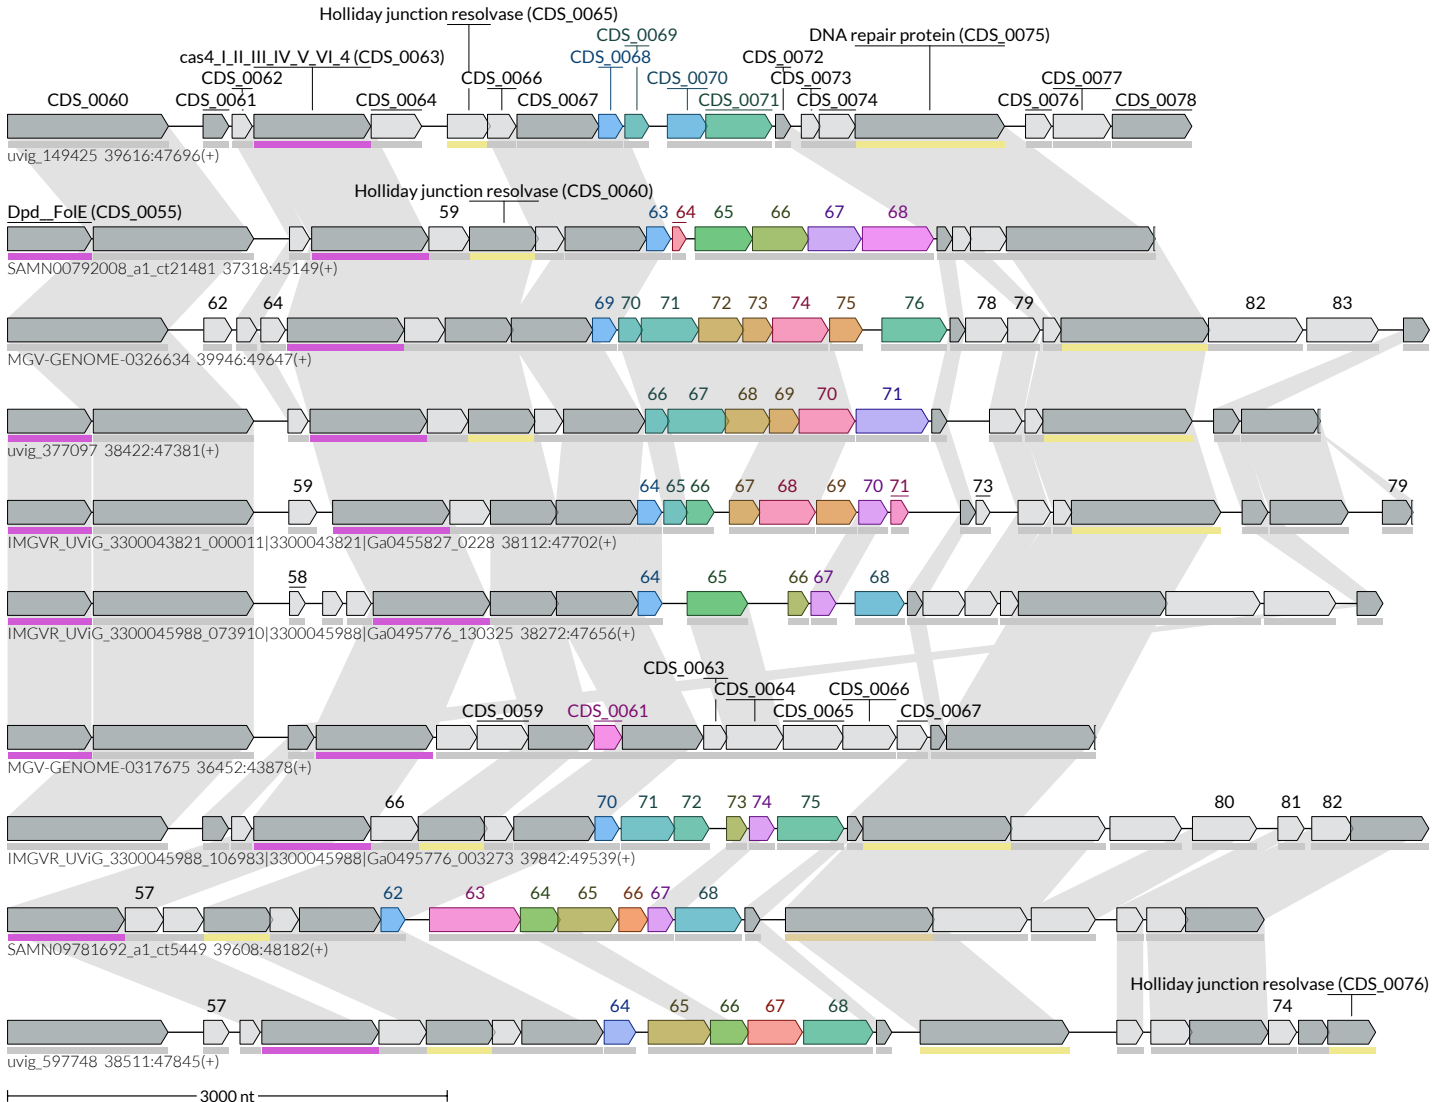 Holliday junction resolvase (CDS_0065)
CDS_0069 DNA repair protein (CDS_0075)
cas4_I_II_III_IV_V_VI_4 (CDS_0063) CDS_0068 CDS_0072
CDS_0062 CDS_0066 CDS_0070 CDS_0073 CDS_0077
CDS_0060 CDS_0061 CDS_0064 CDS_0067 CDS_0071 CDS_0074 CDS_0076 CDS_0078
uvig_149425 39616:47696(+)
Holliday junction resolvase (CDS_0060)
Dpd__FolE (CDS_0055) 59 63 64 65 66 67 68
SAMN00792008_a1_ct21481 37318:45149(+)
62 64 69 70 71 72 73 74 75 76 78 79 82 83
MGV-GENOME-0326634 39946:49647(+)
66 67 68 69 70 71
uvig_377097 38422:47381(+)
59 64 65 66 67 68 69 70 71 73 79
IMGVR_UViG_3300043821_000011|3300043821|Ga0455827_0228 38112:47702(+)
58 64 65 66 67 68
IMGVR_UViG_3300045988_073910|3300045988|Ga0495776_130325 38272:47656(+)
CDS_0063
CDS_0064 CDS_0066
CDS_0059 CDS_0061 CDS_0065 CDS_0067
MGV-GENOME-0317675 36452:43878(+)
66 70 71 72 73 74 75 80 81 82
IMGVR_UViG_3300045988_106983|3300045988|Ga0495776_003273 39842:49539(+)
57 62 63 64 65 66 67 68
SAMN09781692_a1_ct5449 39608:48182(+)
Holliday junction resolvase (CDS_0076)
57 64 65 66 67 68 74
uvig_597748 38511:47845(+)
3000 nt